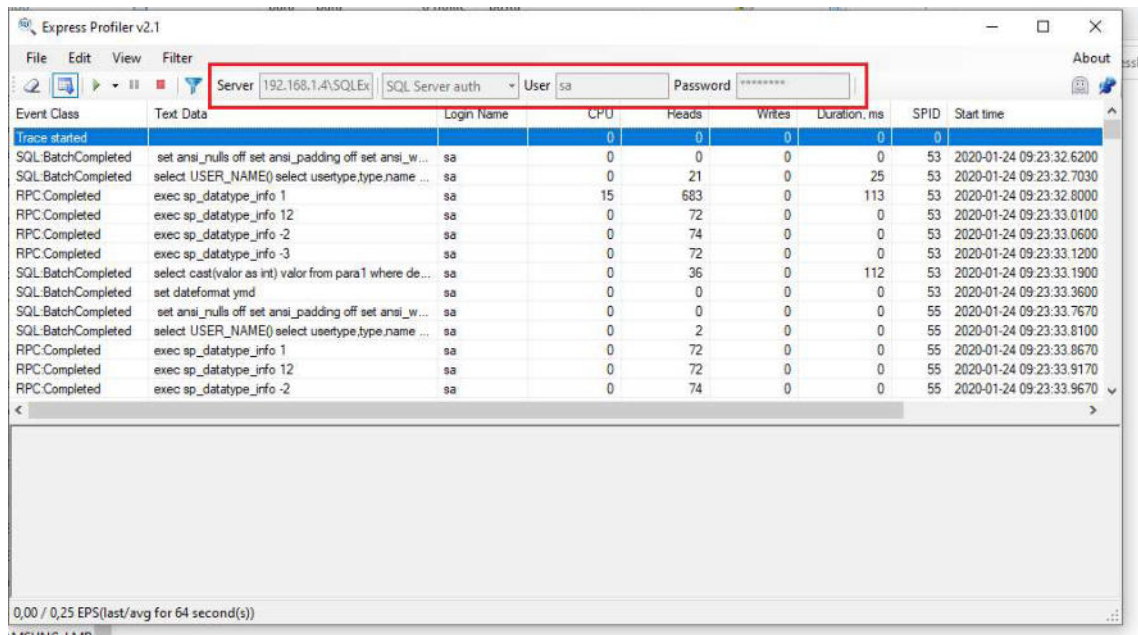 Express Profiler v2.1
File Edit View Filter About
Server 192.168.1.4\SQLEx SQL Server auth User sa Password ********
Event Class Text Data Login Name CPU Reads Writes Duration, ms SPID Start time
Trace started 0 0 0 0 0
SQL:BatchCompleted set ansi_nulls off set ansi_padding off set ansi_w... sa 0 0 0 0 53 2020-01-24 09:23:32.6200
SQL:BatchCompleted select USER_NAME() select usertype,type,name ... sa 0 21 0 25 53 2020-01-24 09:23:32.7030
RPC:Completed exec sp_datatype_info 1 sa 15 683 0 113 53 2020-01-24 09:23:32.8000
RPC:Completed exec sp_datatype_info 12 sa 0 72 0 0 53 2020-01-24 09:23:33.0100
RPC:Completed exec sp_datatype_info -2 sa 0 74 0 0 53 2020-01-24 09:23:33.0600
RPC:Completed exec sp_datatype_info -3 sa 0 72 0 0 53 2020-01-24 09:23:33.1200
SQL:BatchCompleted select cast(valor as int) valor from para1 where de... sa 0 36 0 112 53 2020-01-24 09:23:33.1900
SQL:BatchCompleted set dateformat ymd sa 0 0 0 0 53 2020-01-24 09:23:33.3600
SQL:BatchCompleted set ansi_nulls off set ansi_padding off set ansi_w... sa 0 0 0 0 55 2020-01-24 09:23:33.7670
SQL:BatchCompleted select USER_NAME() select usertype,type,name ... sa 0 2 0 0 55 2020-01-24 09:23:33.8100
RPC:Completed exec sp_datatype_info 1 sa 0 72 0 0 55 2020-01-24 09:23:33.8670
RPC:Completed exec sp_datatype_info 12 sa 0 72 0 0 55 2020-01-24 09:23:33.9170
RPC:Completed exec sp_datatype_info -2 sa 0 74 0 0 55 2020-01-24 09:23:33.9670
0,00 / 0,25 EPS(last/avg for 64 second(s))